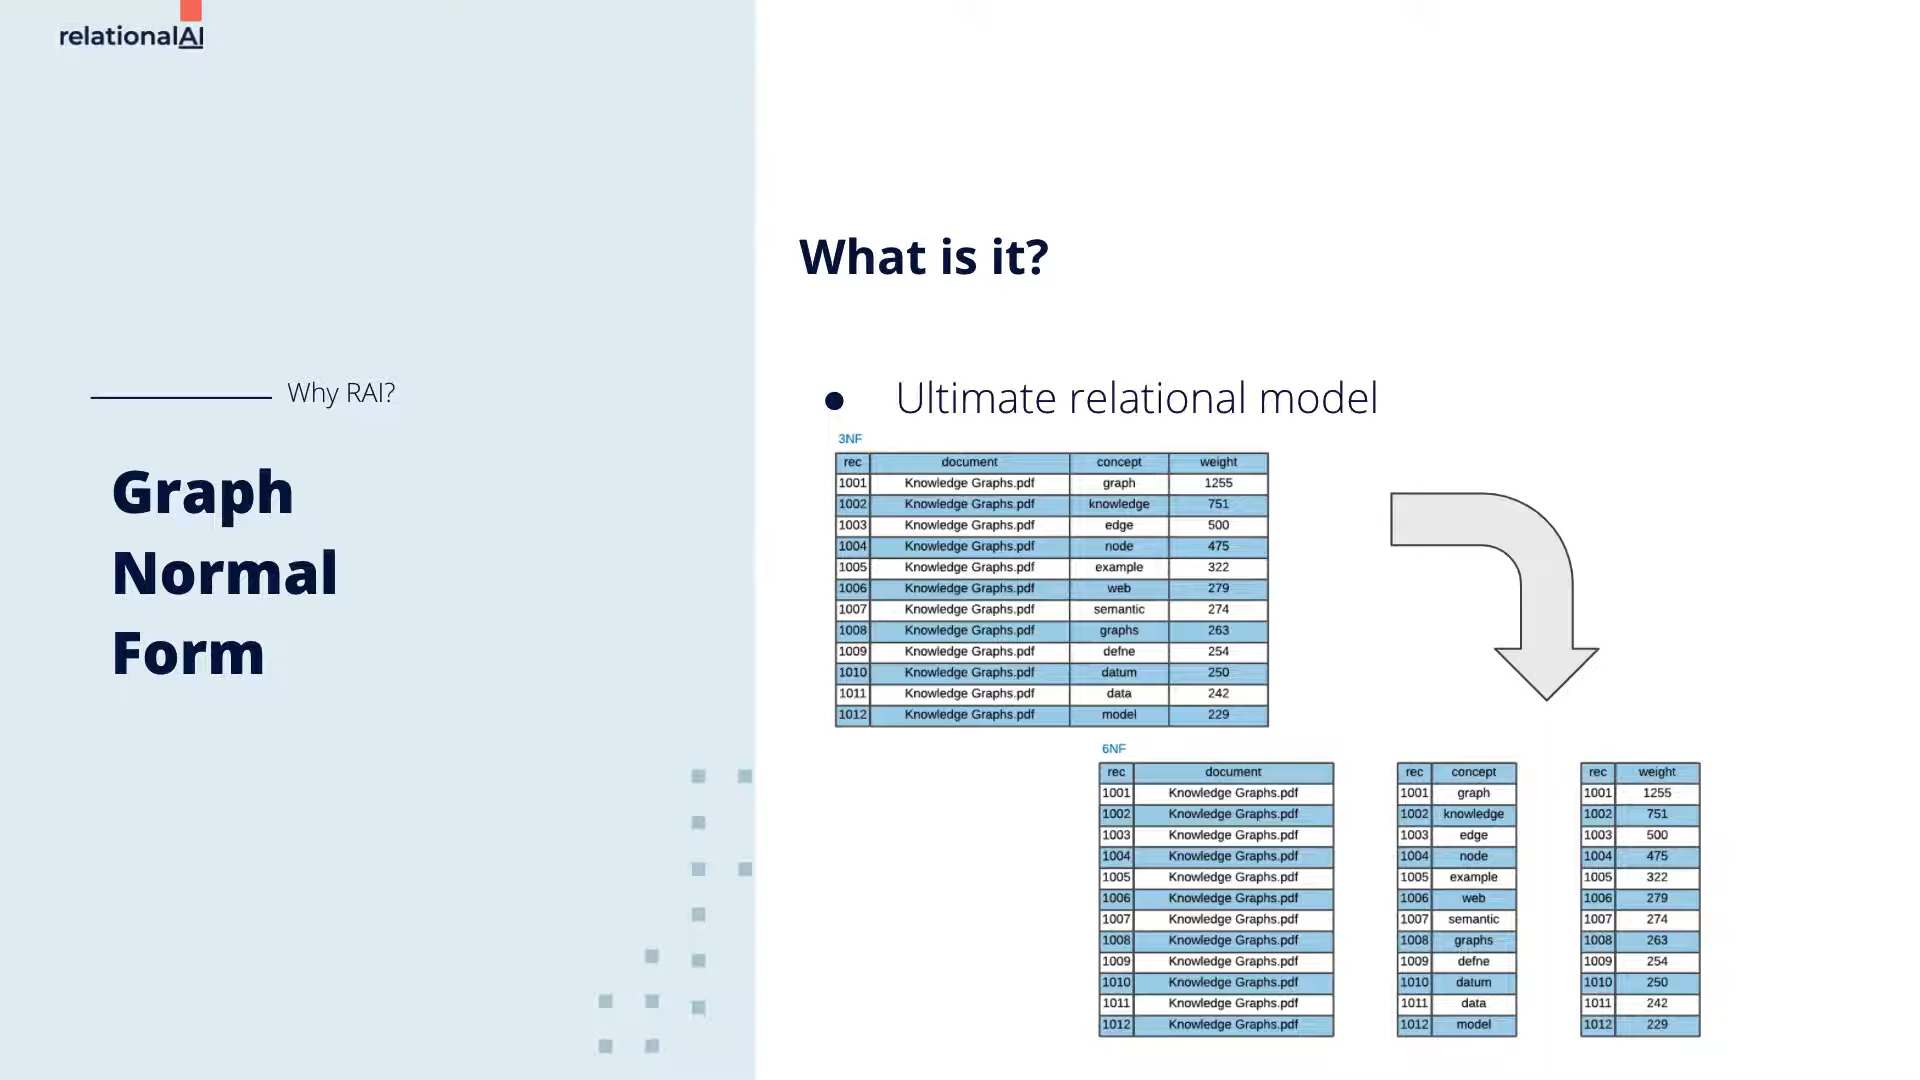 relationalAI
Why RAI?
Graph
Normal
Form
What is it?
● Ultimate relational model
3NF
rec document concept weight
1001 Knowledge Graphs.pdf graph 1255
1002 Knowledge Graphs.pdf knowledge 751
1003 Knowledge Graphs.pdf edge 500
1004 Knowledge Graphs.pdf node 475
1005 Knowledge Graphs.pdf example 322
1006 Knowledge Graphs.pdf web 279
1007 Knowledge Graphs.pdf semantic 274
1008 Knowledge Graphs.pdf graphs 263
1009 Knowledge Graphs.pdf defne 254
1010 Knowledge Graphs.pdf datum 250
1011 Knowledge Graphs.pdf data 242
1012 Knowledge Graphs.pdf model 229
6NF
rec document rec concept rec weight
1001 Knowledge Graphs.pdf 1001 graph 1001 1255
1002 Knowledge Graphs.pdf 1002 knowledge 1002 751
1003 Knowledge Graphs.pdf 1003 edge 1003 500
1004 Knowledge Graphs.pdf 1004 node 1004 475
1005 Knowledge Graphs.pdf 1005 example 1005 322
1006 Knowledge Graphs.pdf 1006 web 1006 279
1007 Knowledge Graphs.pdf 1007 semantic 1007 274
1008 Knowledge Graphs.pdf 1008 graphs 1008 263
1009 Knowledge Graphs.pdf 1009 defne 1009 254
1010 Knowledge Graphs.pdf 1010 datum 1010 250
1011 Knowledge Graphs.pdf 1011 data 1011 242
1012 Knowledge Graphs.pdf 1012 model 1012 229